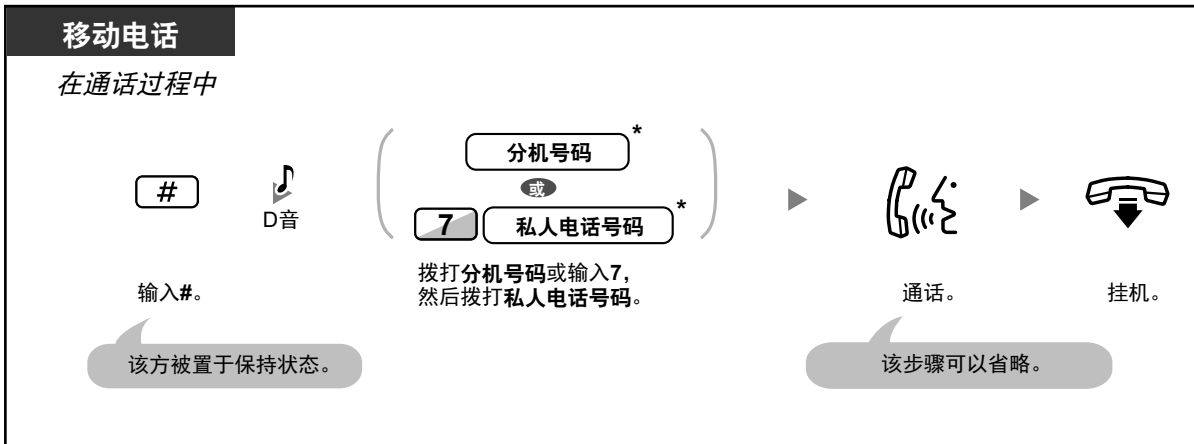 移动电话
在通话过程中
分机号码*
或
#
D音
7 私人电话号码*
拨打分机号码或输入7，
然后拨打私人电话号码。
输入#。
通话。
挂机。
该方被置于保持状态。
该步骤可以省略。